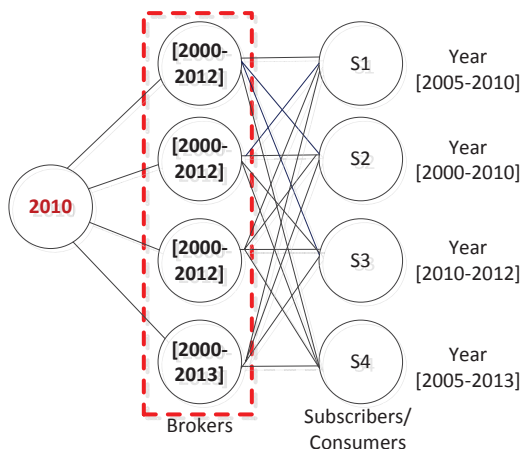 [2000-
2012]
S1
Year
[2005-2010]
[2000-
2012]
S2
Year
[2000-2010]
2010
[2000-
2012]
S3
Year
[2010-2012]
[2000-
2013]
S4
Year
[2005-2013]
Brokers
Subscribers/
Consumers